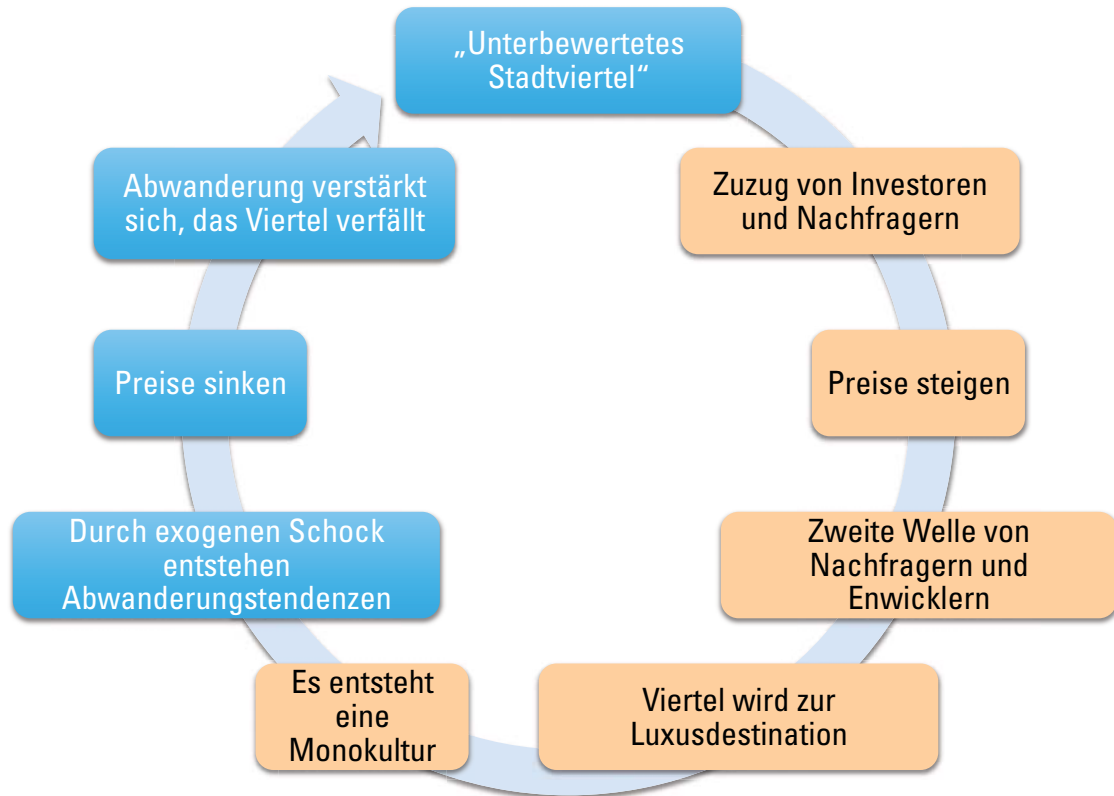 „Unterbewertetes
Stadtviertel“
Zuzug von Investoren
und Nachfragern
Preise steigen
Zweite Welle von
Nachfragern und
Enwicklern
Viertel wird zur
Luxusdestination
Es entsteht
eine
Monokultur
Durch exogenen Schock
entstehen
Abwanderungstendenzen
Preise sinken
Abwanderung verstärkt
sich, das Viertel verfällt